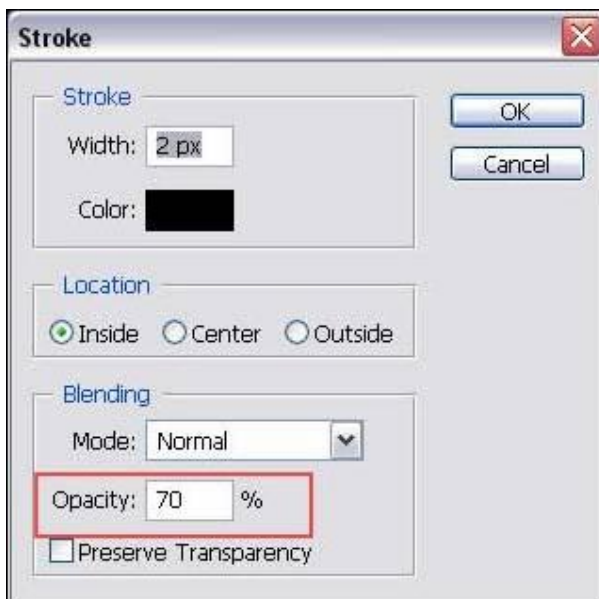 Stroke
Stroke
Width: 2 px
Color:
OK
Cancel
Location
Inside Center Outside
Blending
Mode: Normal
Opacity: 70 %
Preserve Transparency